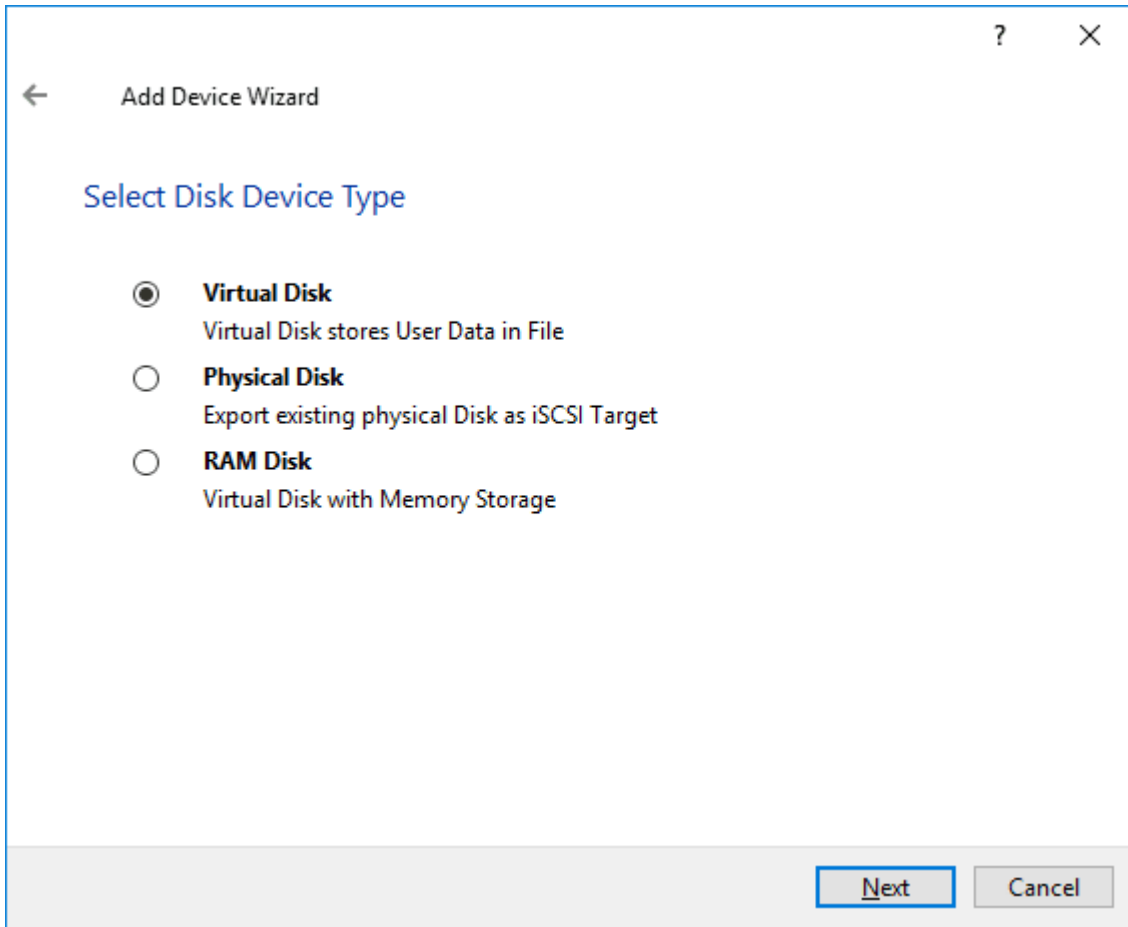 ?
Add Device Wizard
Select Disk Device Type
Virtual Disk
Virtual Disk stores User Data in File
Physical Disk
Export existing physical Disk as iSCSI Target
RAM Disk
Virtual Disk with Memory Storage
Next Cancel